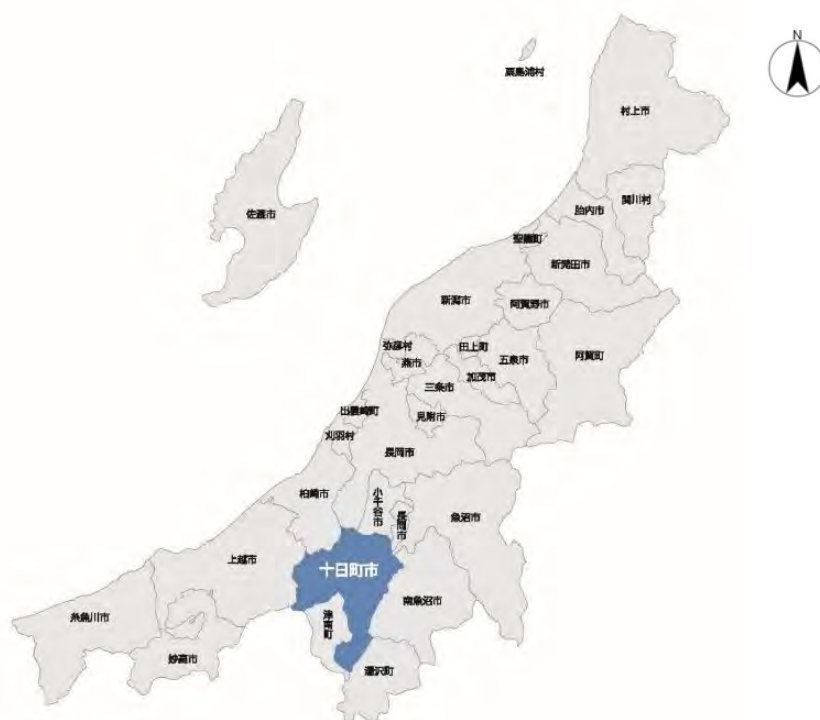 N
粟島浦村
村上市
関川村
胎内市
佐渡市
聖籠町
新発田市
新潟市
阿賀野市
弥彦村
田上町
五泉市
阿賀町
燕市
加茂市
三条市
出雲崎町
見附市
刈羽村
長岡市
柏崎市
小千谷市
長岡市
魚沼市
上越市
十日町市
南魚沼市
糸魚川市
津南町
妙高市
湯沢町